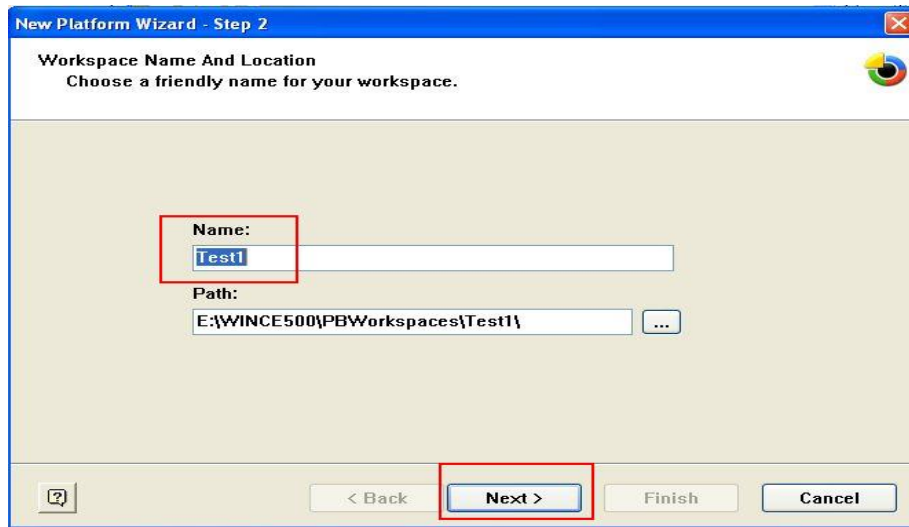 New Platform Wizard - Step 2
Workspace Name And Location
Choose a friendly name for your workspace.
Name:
Test1
Path:
E:\WINCE500\PBWorkspaces\Test1\
...
< Back
Next >
Finish
Cancel